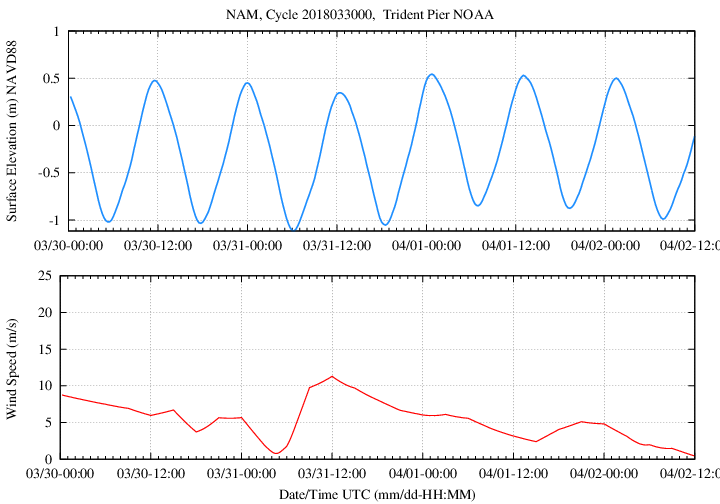 NAM, Cycle 2018033000,  Trident Pier NOAA
Surface Elevation (m) NAVD88
1
0.5
0
-0.5
-1
03/30-00:00 03/30-12:00 03/31-00:00 03/31-12:00 04/01-00:00 04/01-12:00 04/02-00:00 04/02-12:0
Wind Speed (m/s)
25
20
15
10
5
0
03/30-00:00 03/30-12:00 03/31-00:00 03/31-12:00 04/01-00:00 04/01-12:00 04/02-00:00 04/02-12:0
Date/Time UTC (mm/dd-HH:MM)